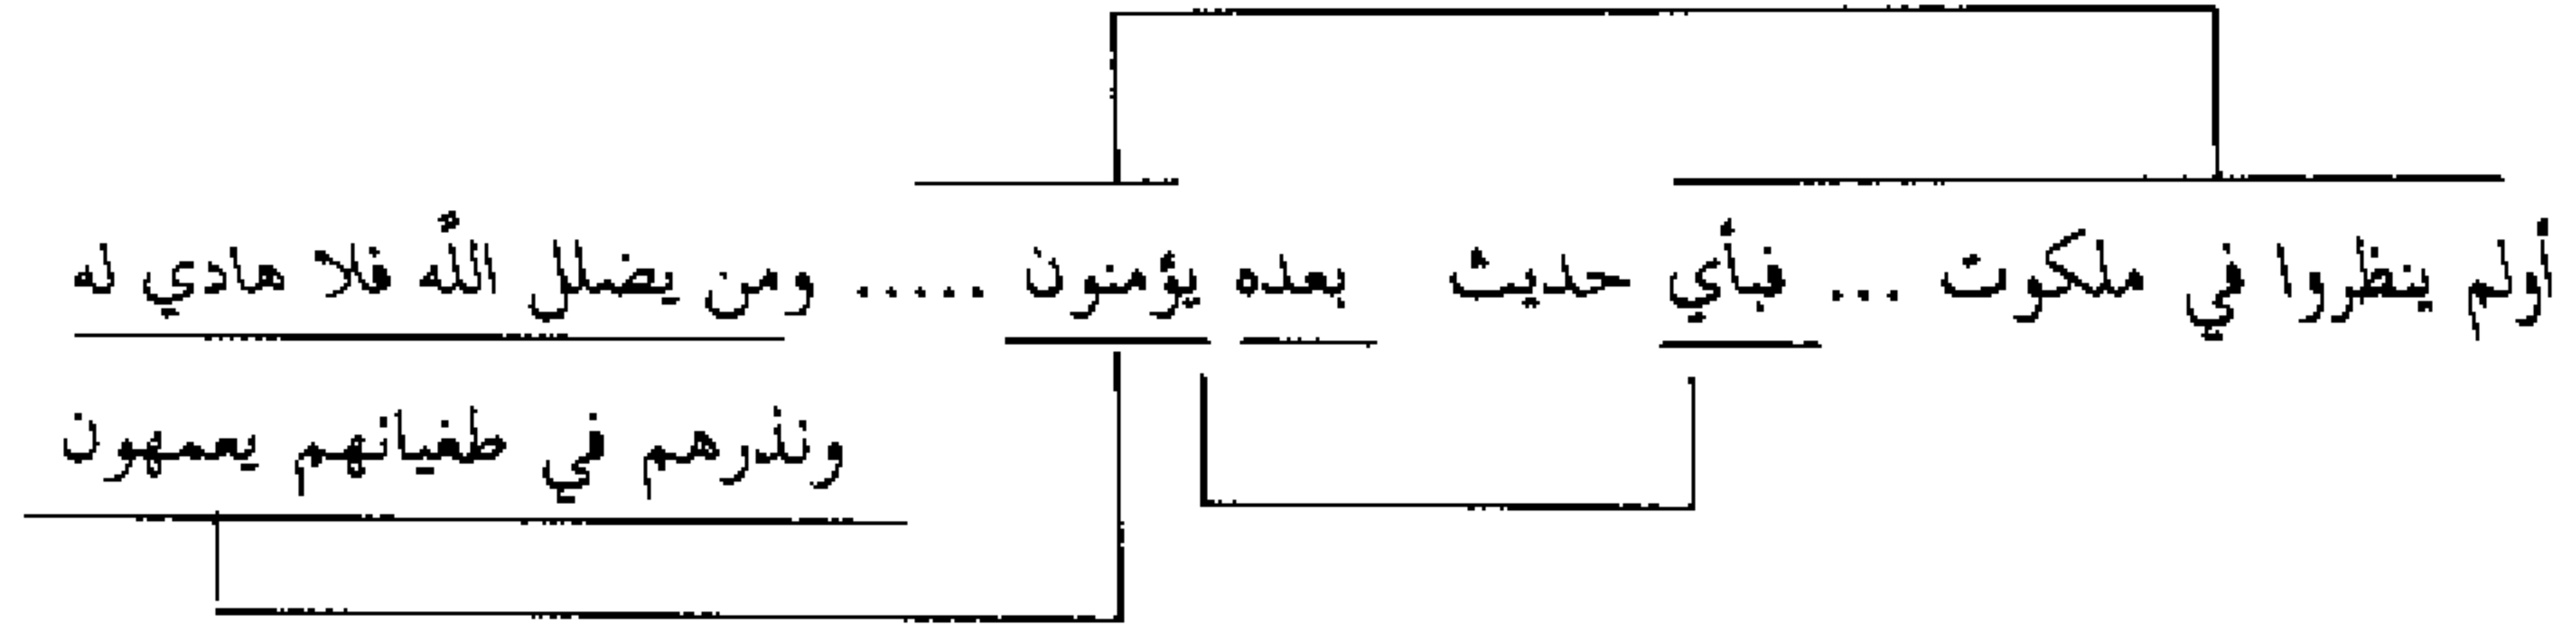 أولم ينظروا في ملكوت ... فبأي حديث بعده يؤمنون ..... ومن يضلل الله فلا هادي له
ونذرهم في طغيانهم يعمهون